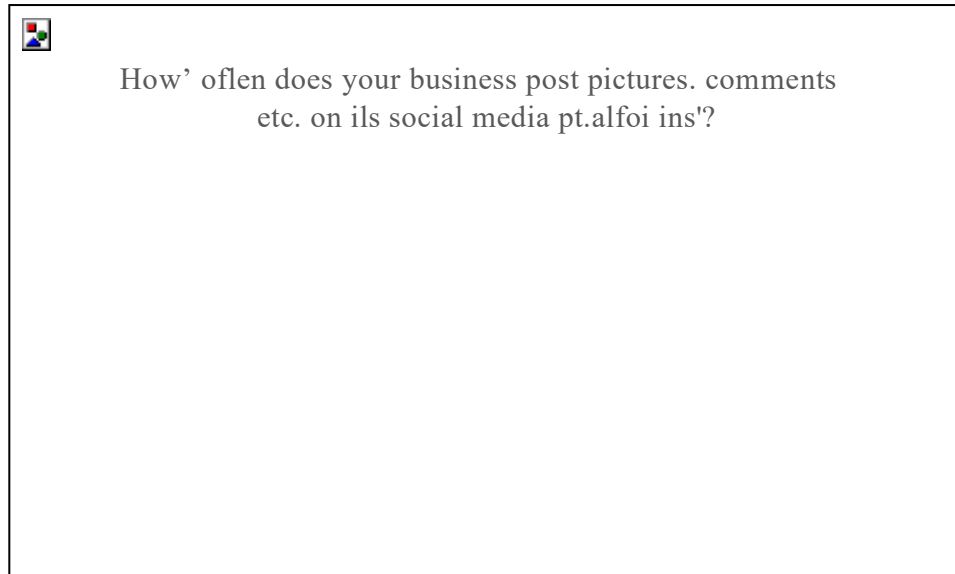 How’ oflen does your business post pictures. comments
etc. on ils social media pt.alfoi ins'?